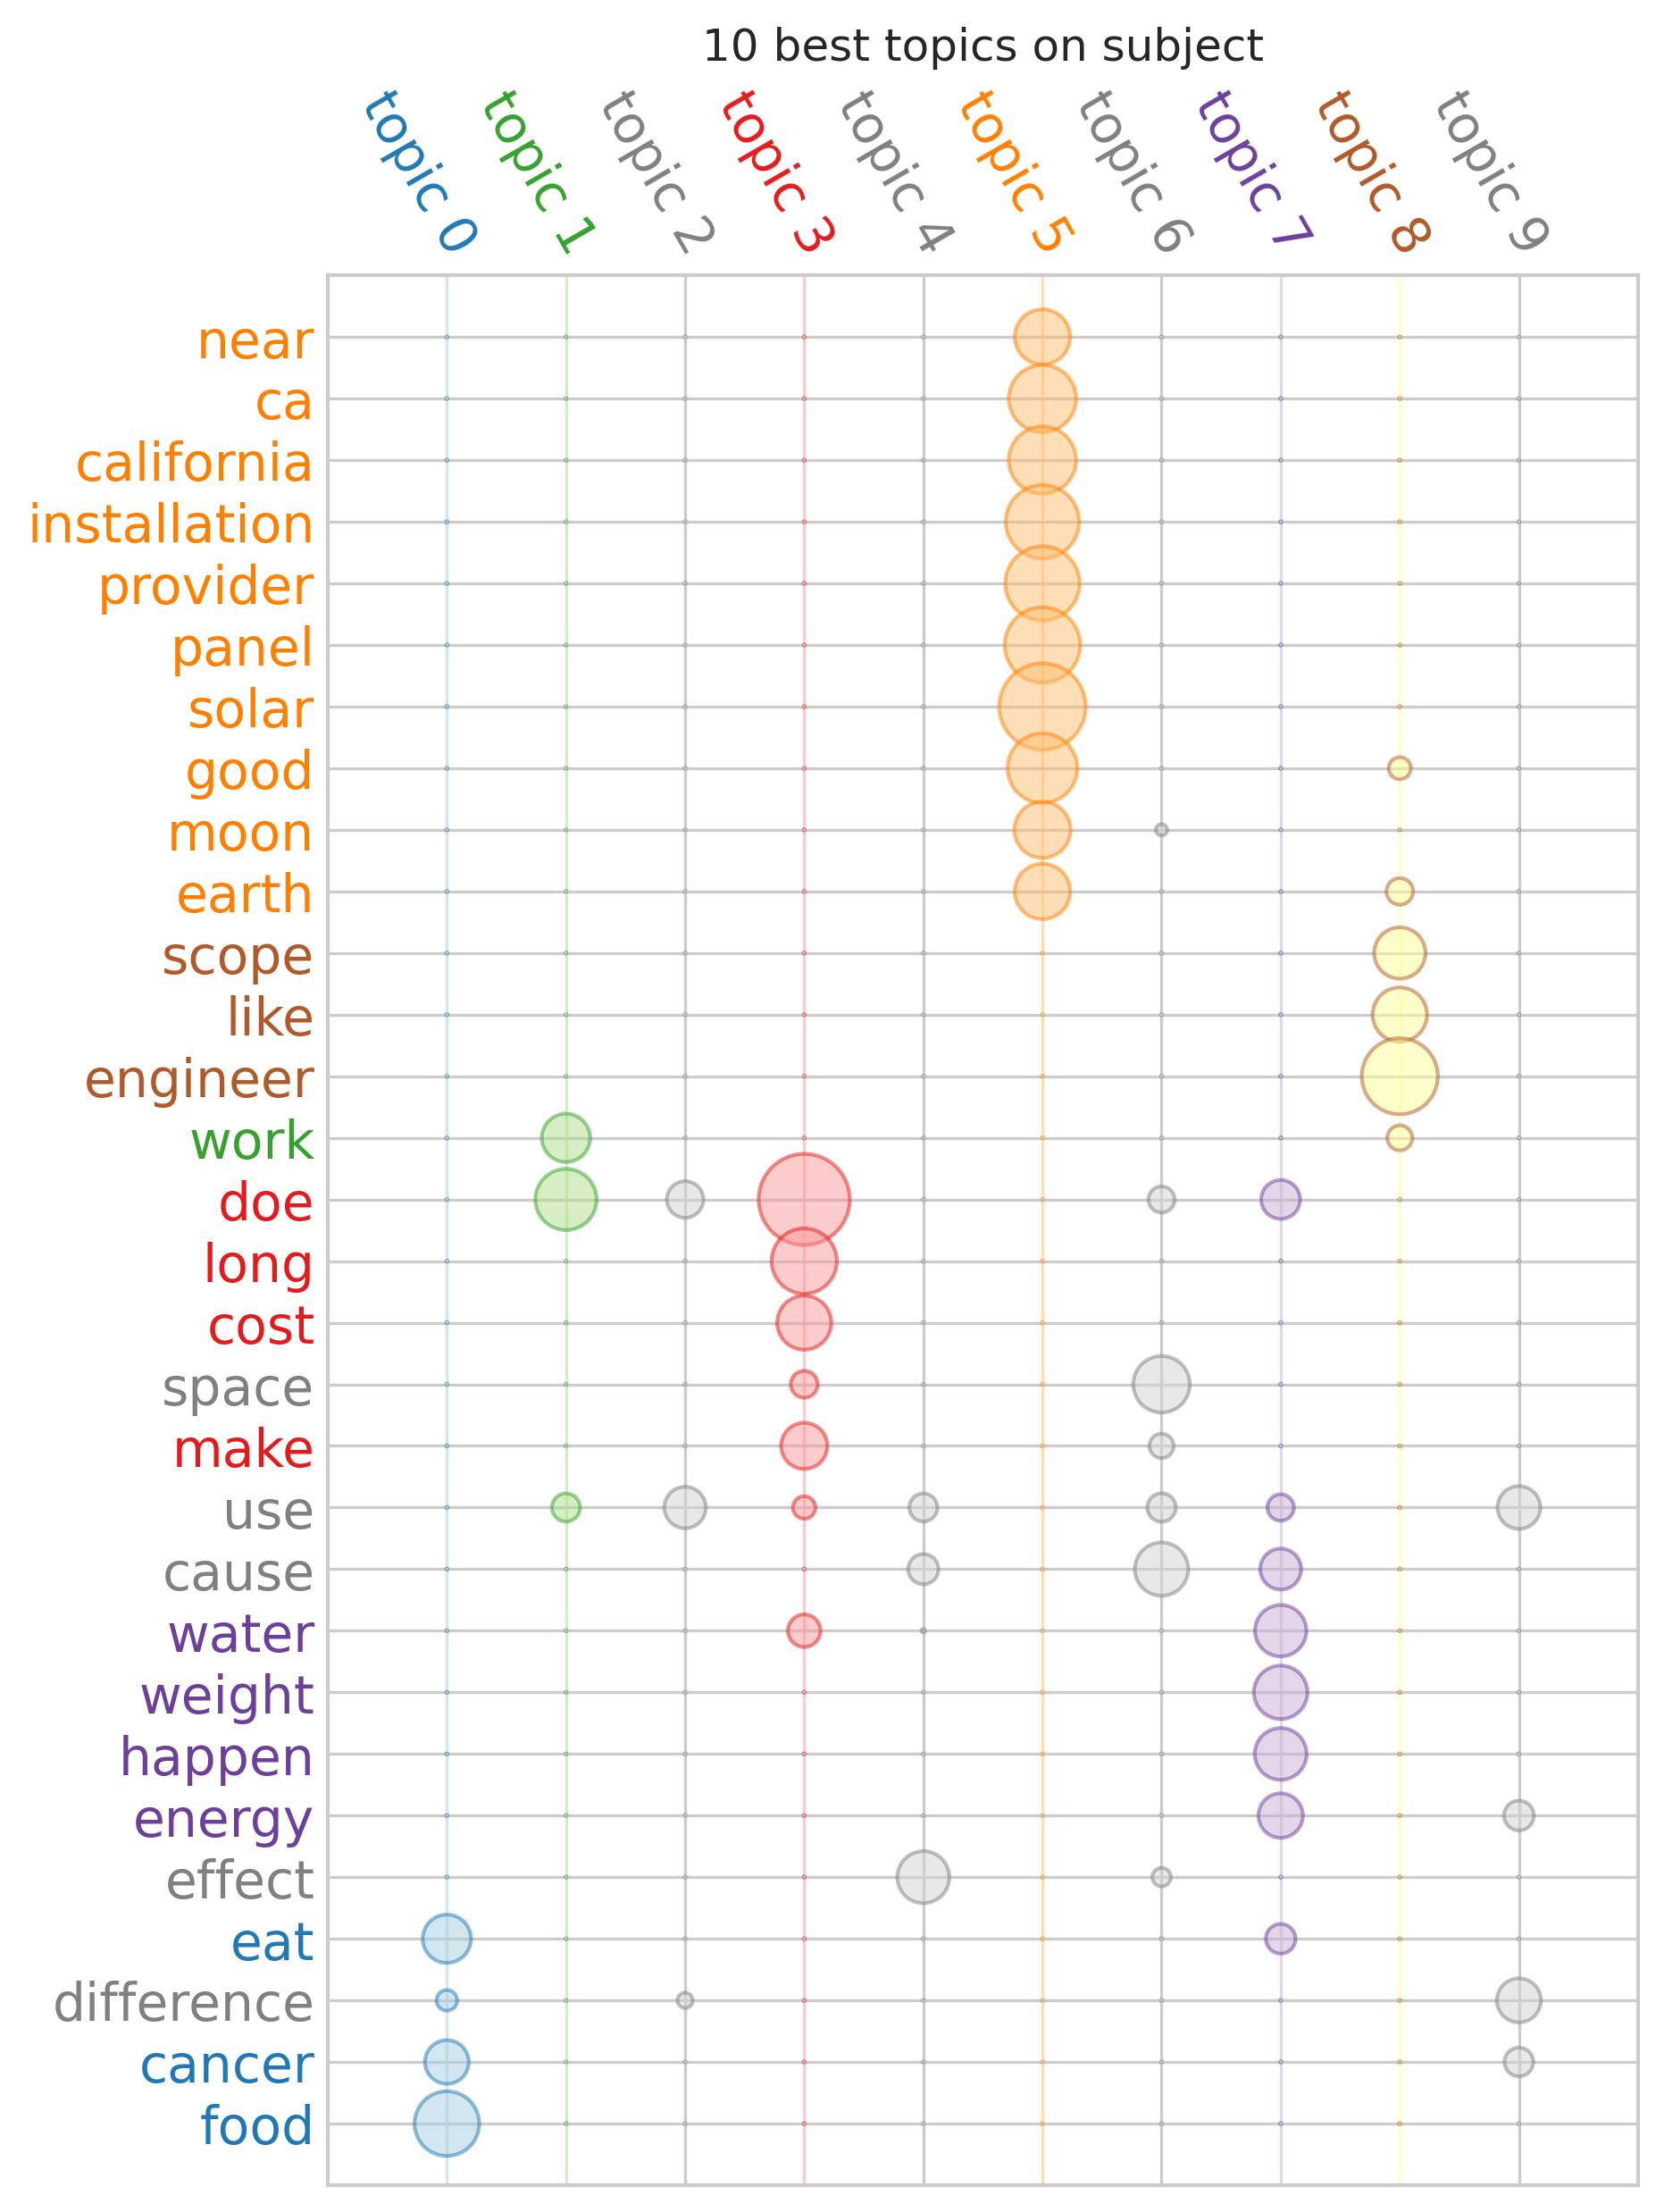 10 best topics on subject
topic 0
topic 1
topic 2
topic 3
topic 4
topic 5
topic 6
topic 7
topic 8
topic 9
near
ca
california
installation
provider
panel
solar
good
moon
earth
scope
like
engineer
work
doe
long
cost
space
make
use
cause
water
weight
happen
energy
effect
eat
difference
cancer
food